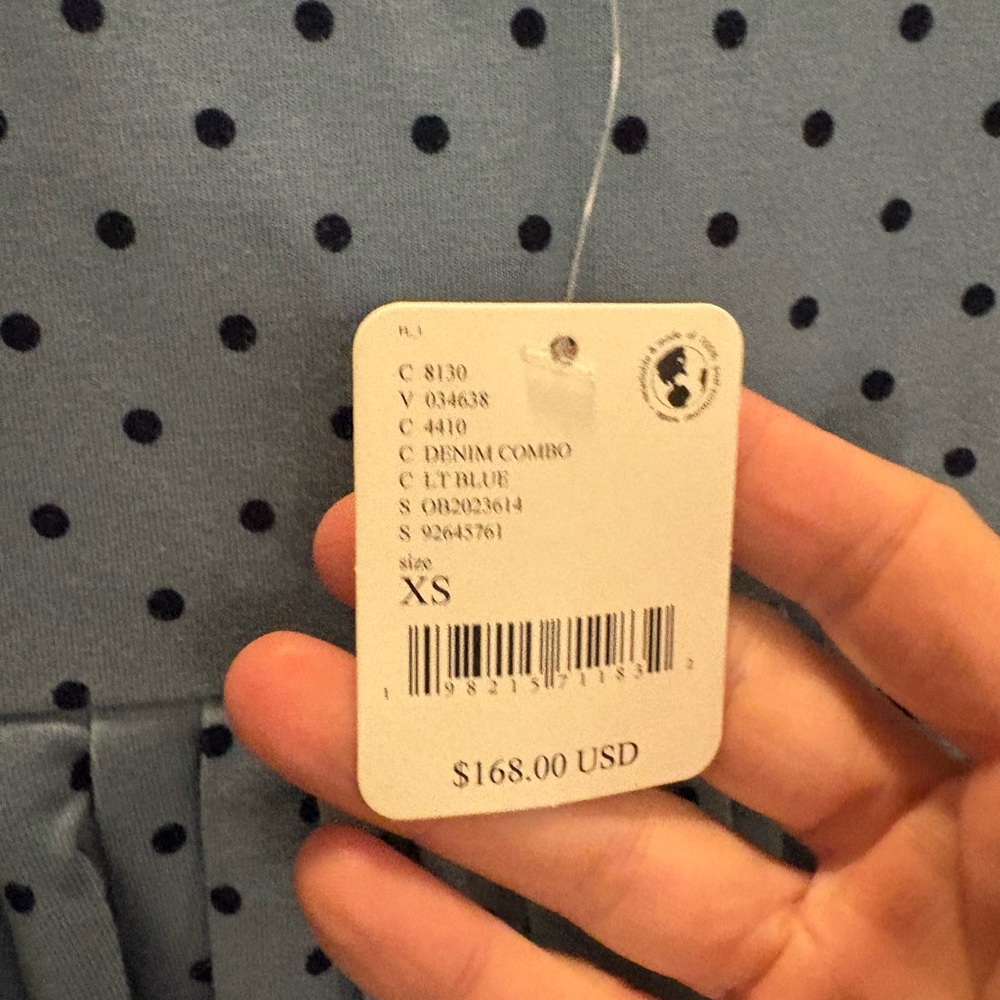 C 8130
V 034638
C 4410
C DENIM COMBO
C LT BLUE
S OB2023614
S 92645761
size
XS
1 98215 71183 2
$168.00 USD